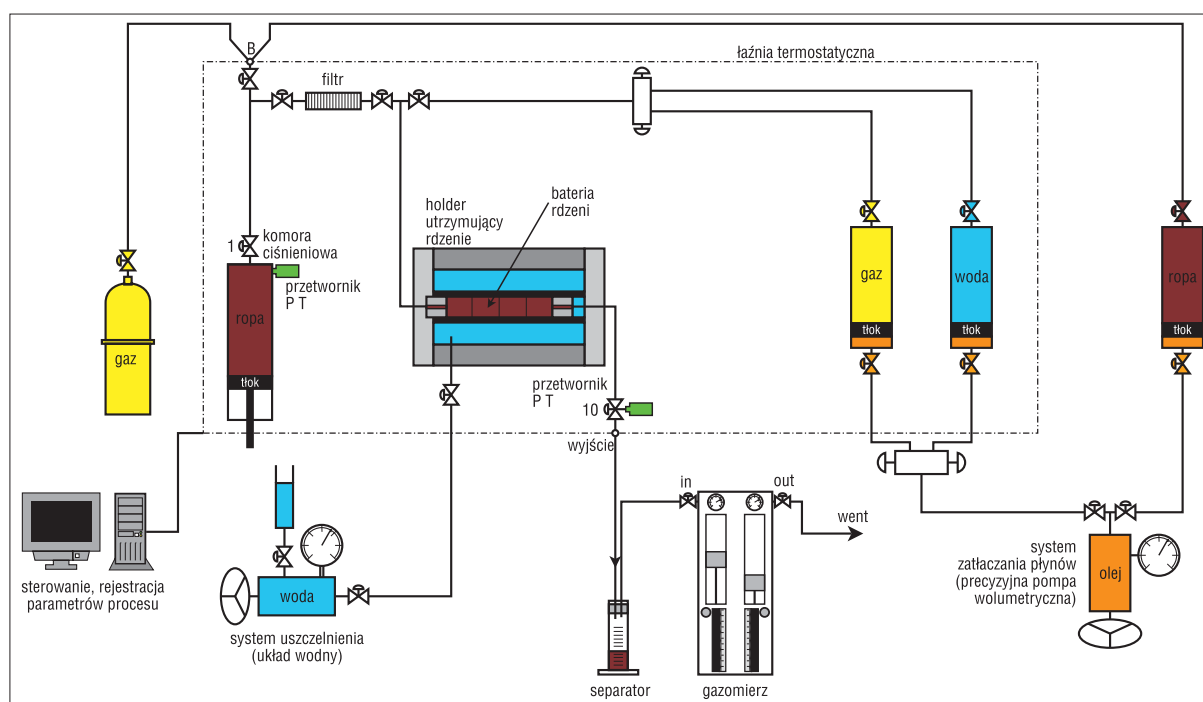 B
łaźnia termostatyczna
filtr
holder
utrzymujący
rdzenie
bateria
rdzeni
1
komora
ciśnieniowa
przetwornik
P T
ropa
tłok
gaz
gaz
tłok
woda
tłok
ropa
tłok
przetwornik
P T
10
wyjście
in
out
went
sterowanie, rejestracja
parametrów procesu
woda
system uszczelnienia
(układ wodny)
separator
gazomierz
system
zatłaczania płynów
(precyzyjna pompa
wolumetryczna)
olej